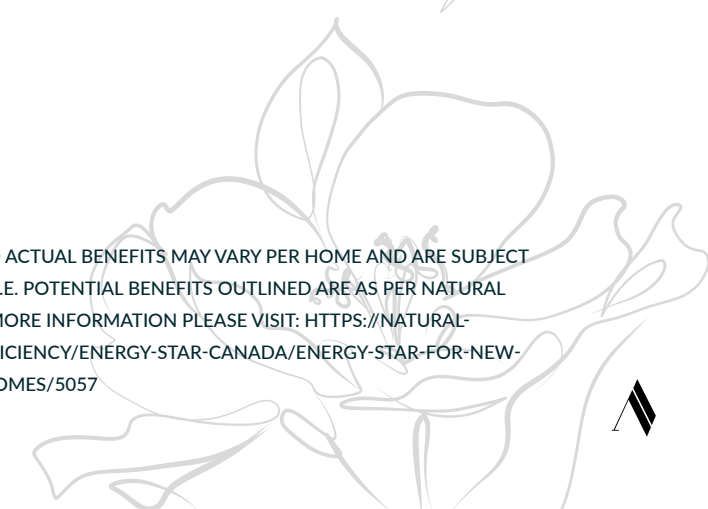 ACTUAL BENEFITS MAY VARY PER HOME AND ARE SUBJECT
.E. POTENTIAL BENEFITS OUTLINED ARE AS PER NATURAL
MORE INFORMATION PLEASE VISIT: HTTPS://NATURAL-
ICIENCY/ENERGY-STAR-CANADA/ENERGY-STAR-FOR-NEW-
OMES/5057